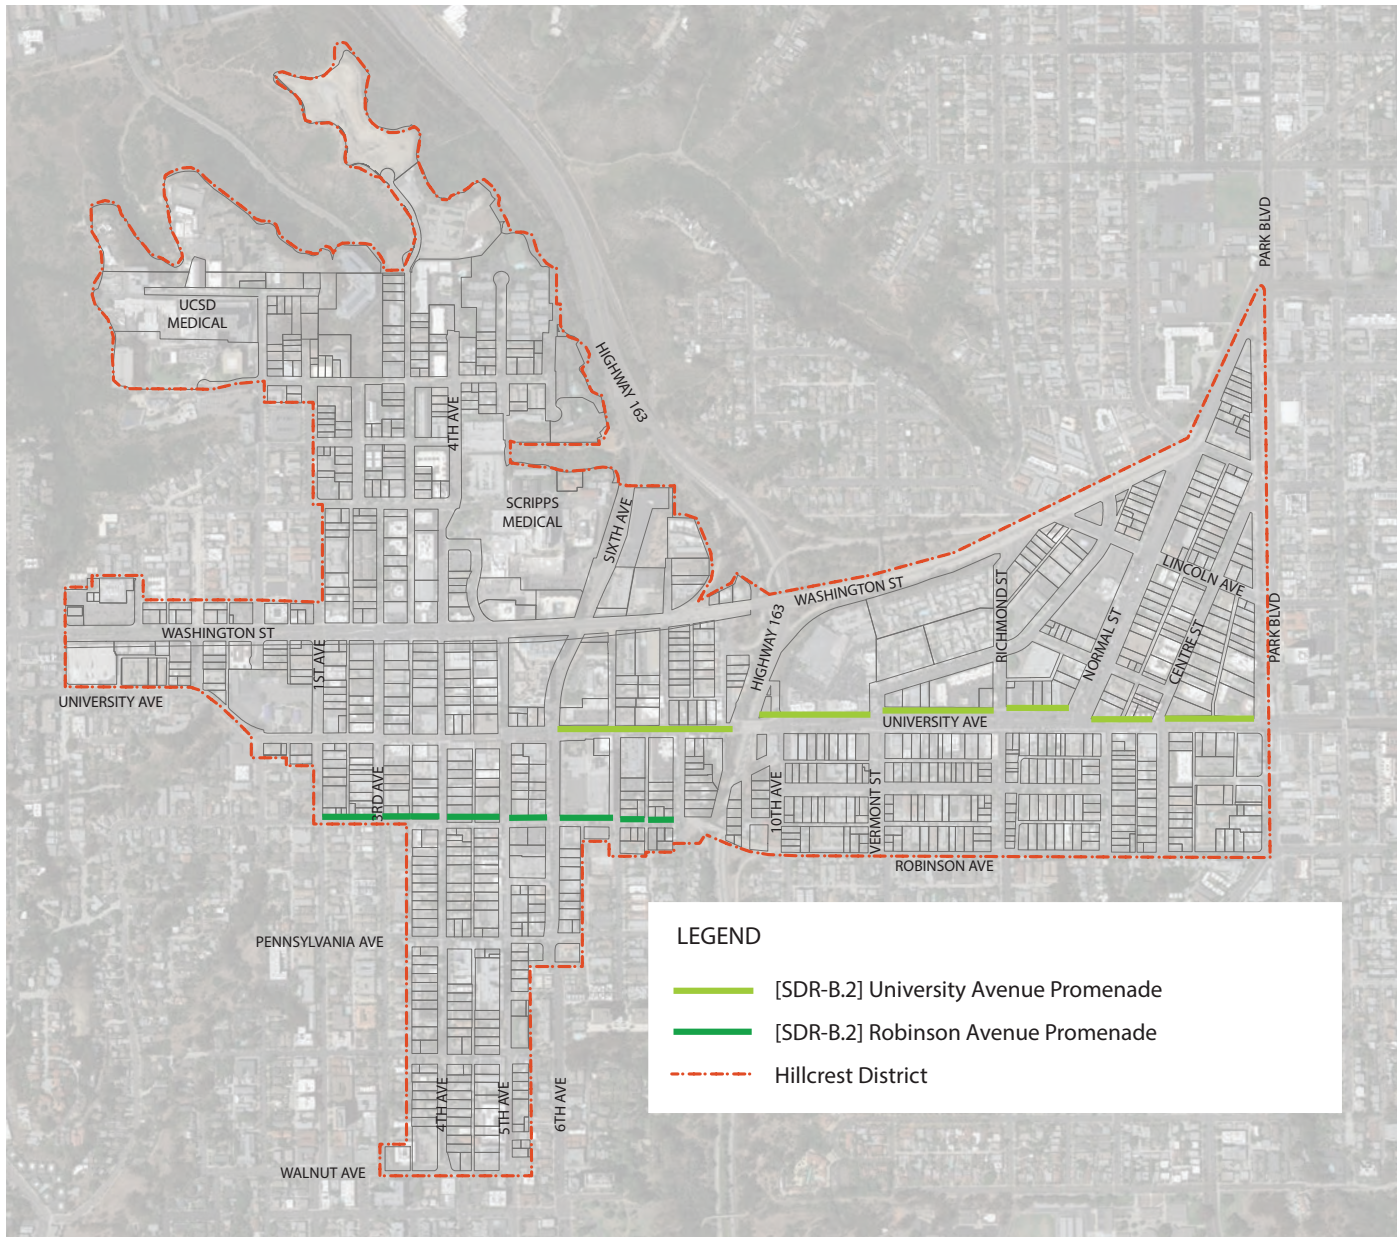 PARK BLVD
UCSD
MEDICAL
HIGHWAY 163
4TH AVE
SCRIPPS
MEDICAL
SIXTH AVE
WASHINGTON ST
RICHMOND ST
LINCOLN AVE
WASHINGTON ST
1ST AVE
HIGHWAY 163
NORMAL ST
CENTRE ST
PARK BLVD
UNIVERSITY AVE
UNIVERSITY AVE
3RD AVE
10TH AVE
VERMONT ST
ROBINSON AVE
PENNSYLVANIA AVE
4TH AVE
5TH AVE
6TH AVE
WALNUT AVE
LEGEND
[SDR-B.2] University Avenue Promenade
[SDR-B.2] Robinson Avenue Promenade
Hillcrest District